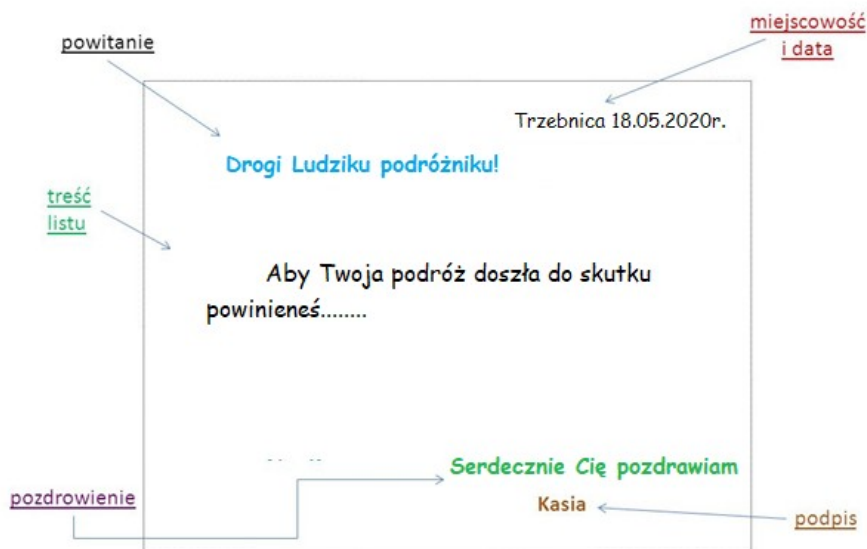 powitanie
miejscowość
i data
Trzebnica 18.05.2020r.
Drogi Ludziku podróżniku!
treść
listu
Aby Twoja podróż doszła do skutku
powinieneś........
Serdecznie Cię pozdrawiam
pozdrowienie
Kasia
podpis